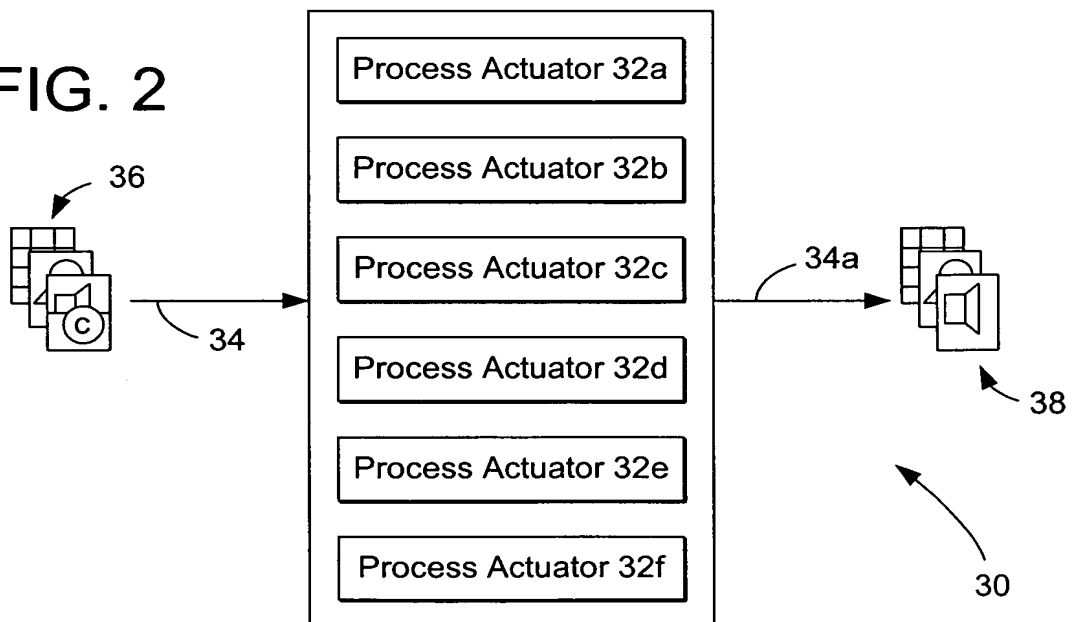 FIG. 2
Process Actuator 32a
Process Actuator 32b
36
Process Actuator 32c
34a
C
34
Process Actuator 32d
38
Process Actuator 32e
Process Actuator 32f
30